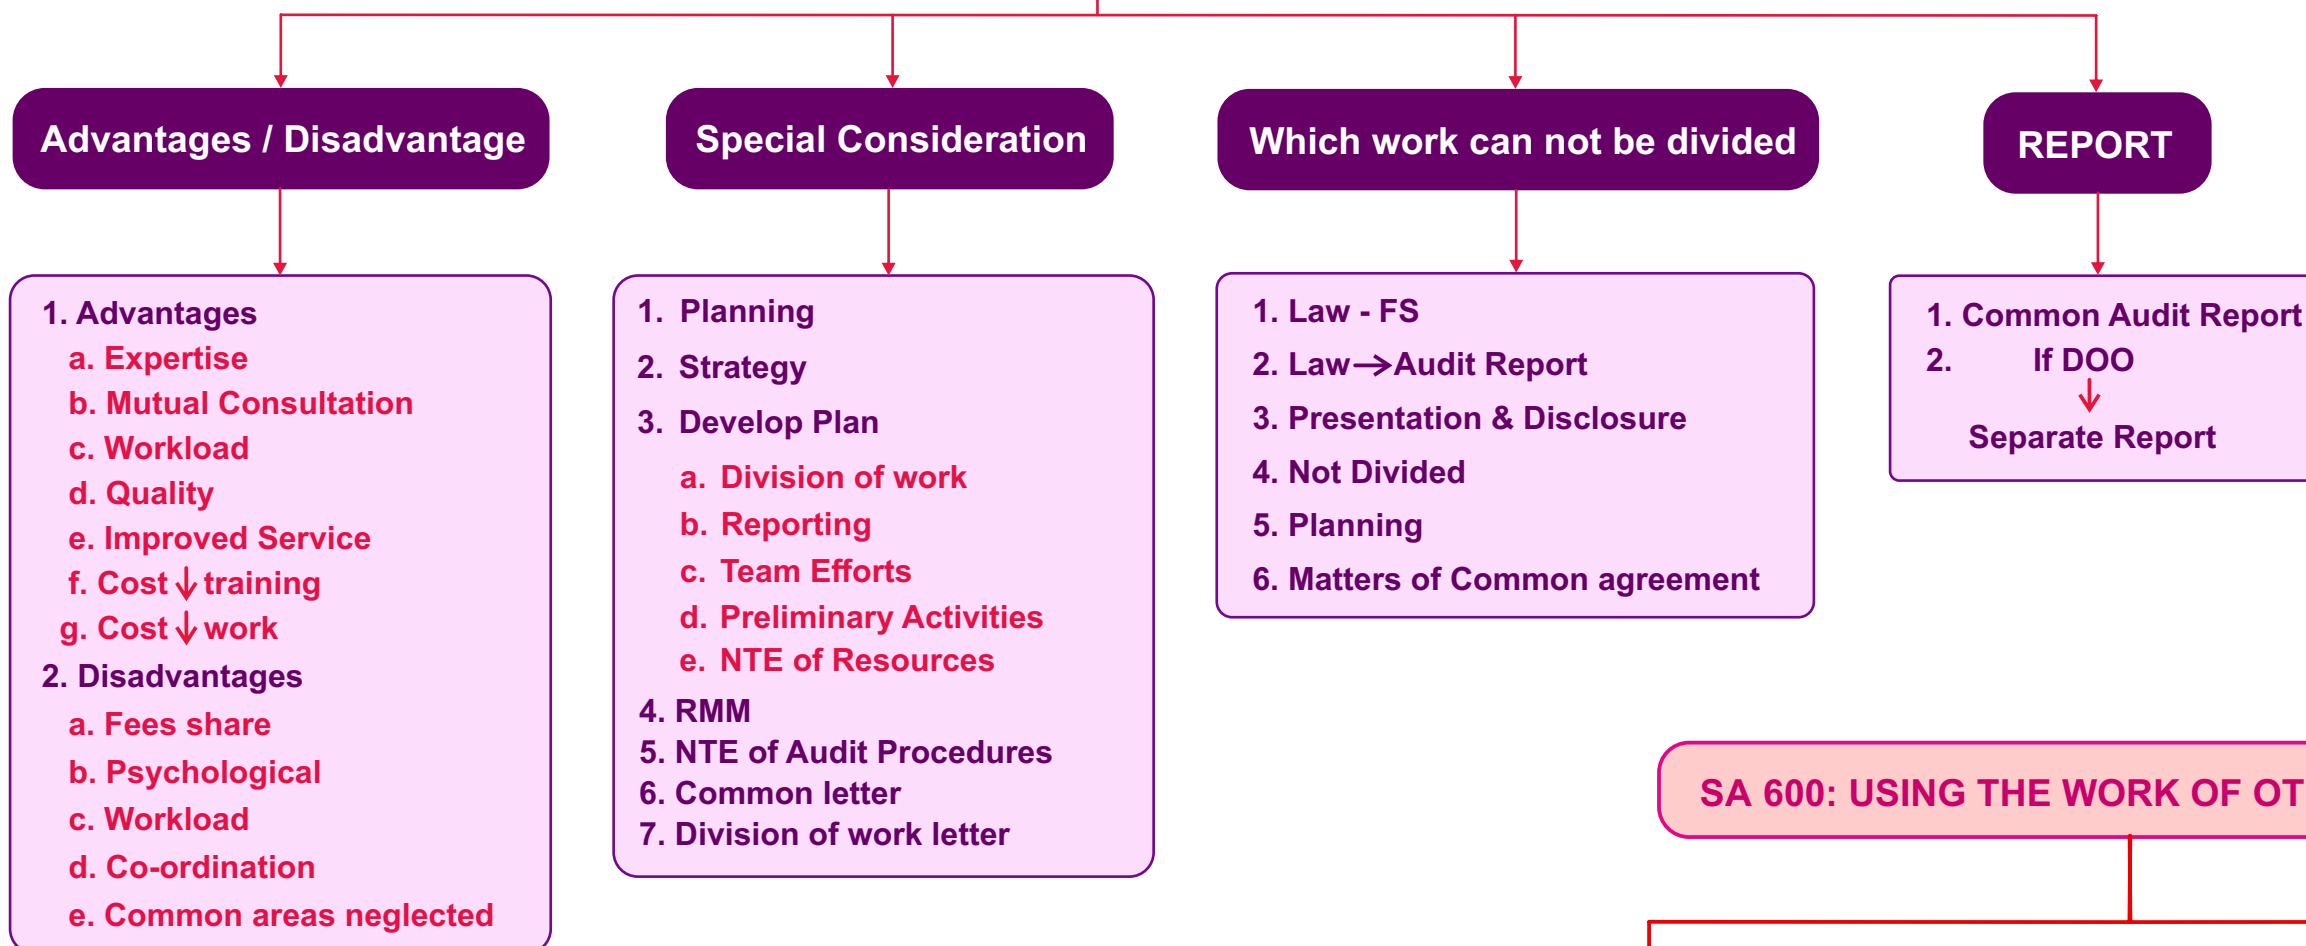 Advantages / Disadvantage
1. Advantages
a. Expertise
b. Mutual Consultation
c. Workload
d. Quality
e. Improved Service
f. Cost ↓ training
g. Cost ↓ work
2. Disadvantages
a. Fees share
b. Psychological
c. Workload
d. Co-ordination
e. Common areas neglected
Special Consideration
1. Planning
2. Strategy
3. Develop Plan
a. Division of work
b. Reporting
c. Team Efforts
d. Preliminary Activities
e. NTE of Resources
4. RMM
5. NTE of Audit Procedures
6. Common letter
7. Division of work letter
Which work can not be divided
1. Law - FS
2. Law → Audit Report
3. Presentation & Disclosure
4. Not Divided
5. Planning
6. Matters of Common agreement
REPORT
1. Common Audit Report
2. If DOO
↓
Separate Report
SA 600: USING THE WORK OF OT